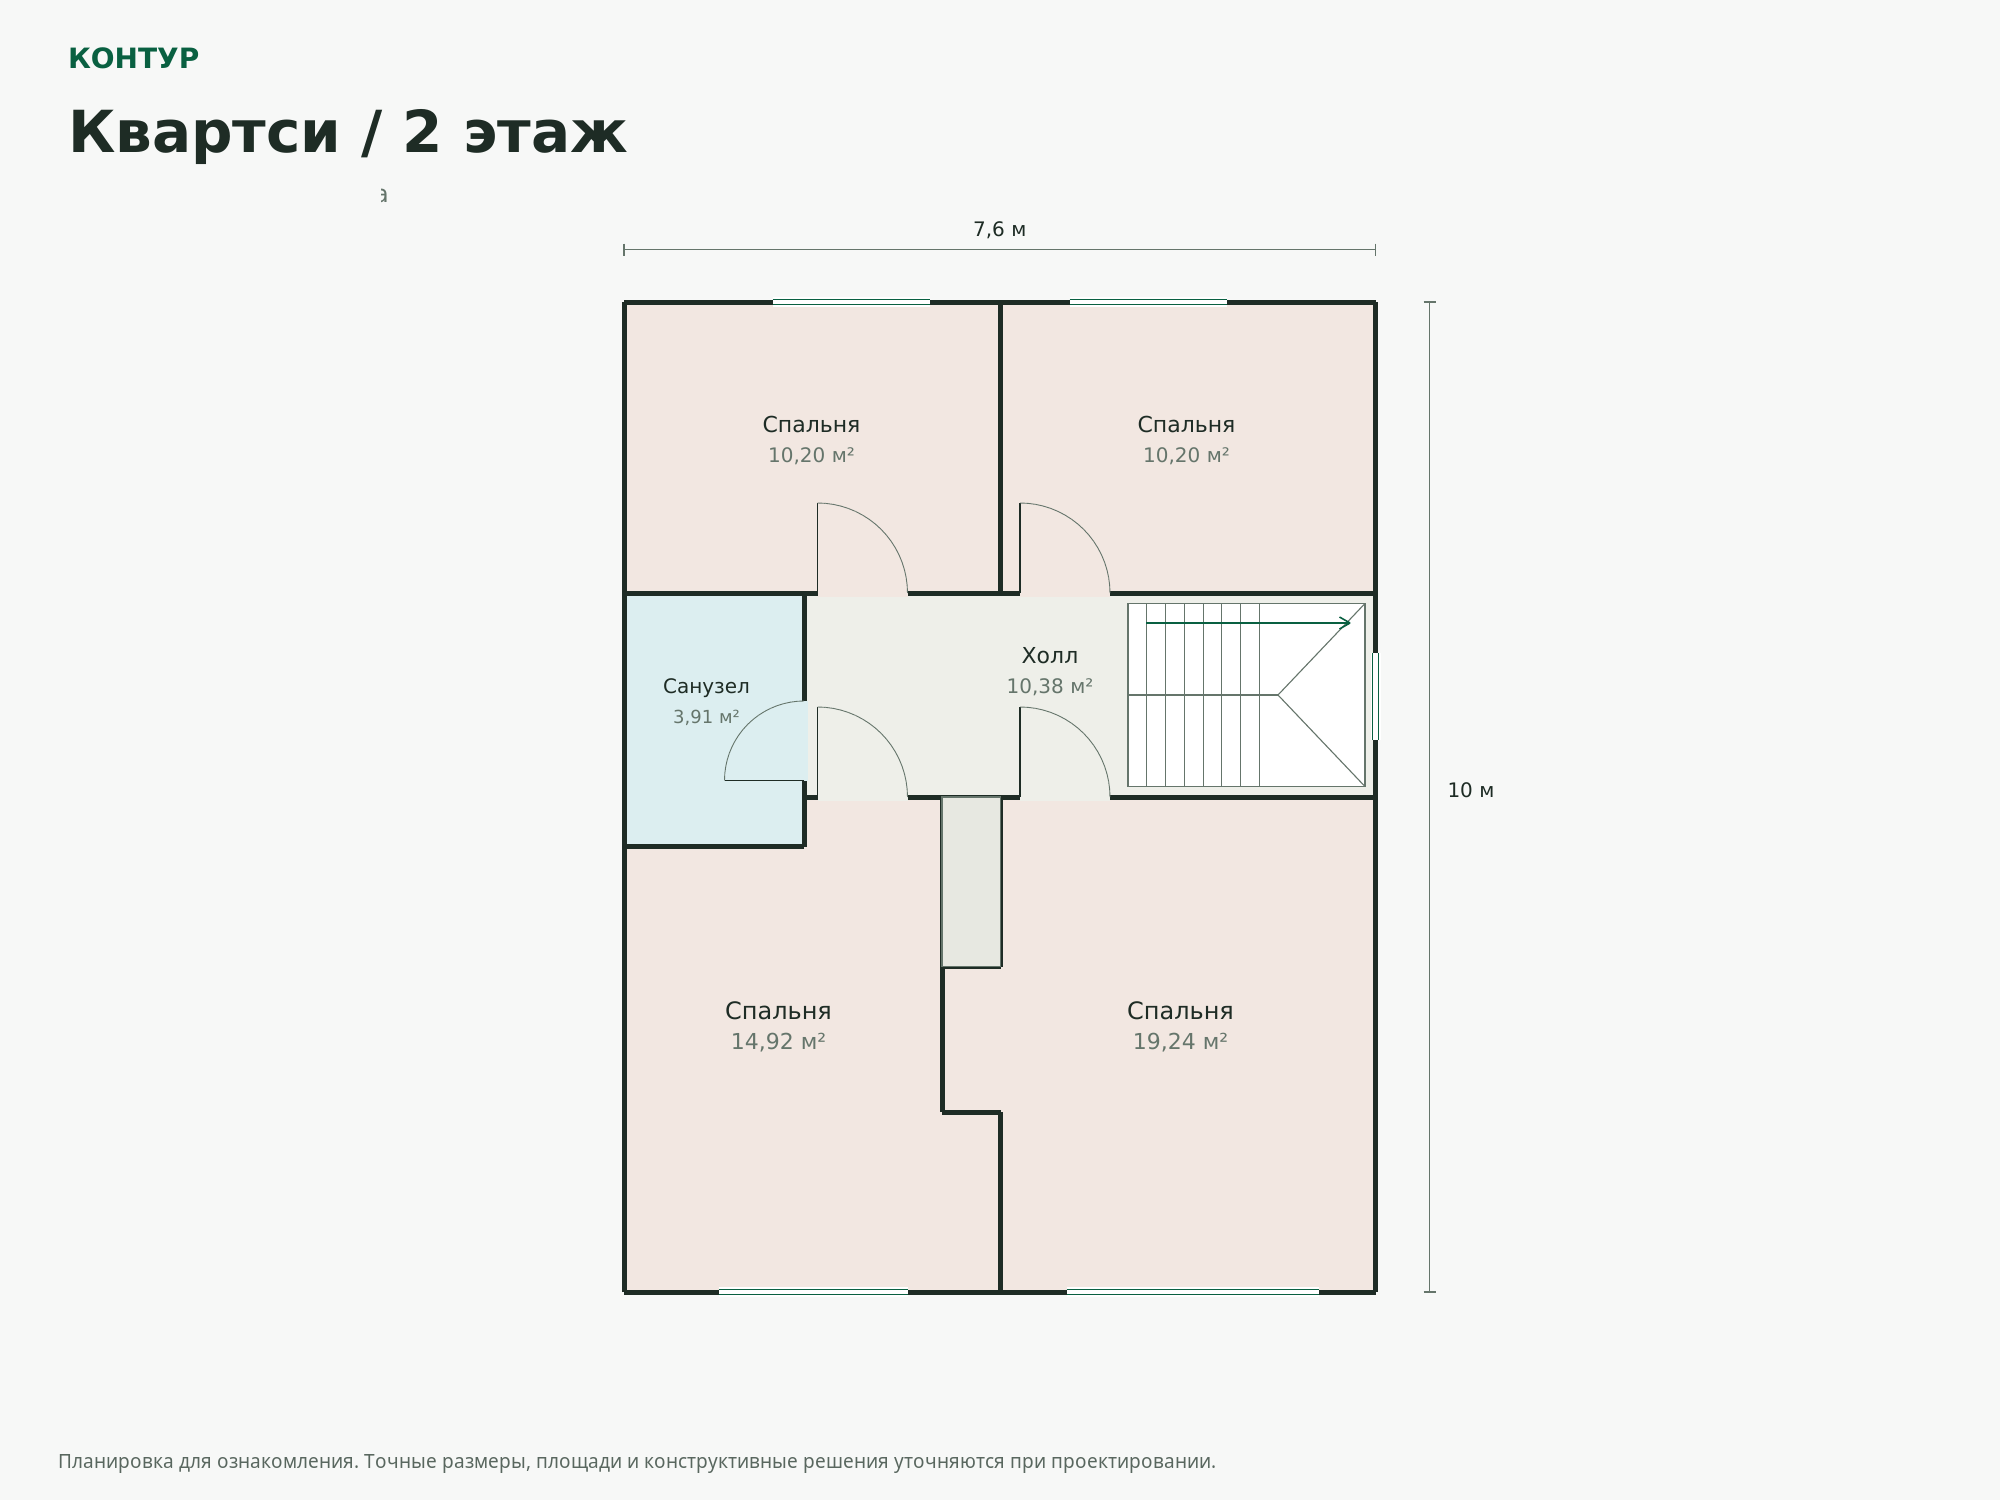 КОНТУР
Квартси / 2 этаж
а
7,6 м
Спальня
10,20 м²
Спальня
10,20 м²
Холл
10,38 м²
Санузел
3,91 м²
10 м
Спальня
14,92 м²
Спальня
19,24 м²
Планировка для ознакомления. Точные размеры, площади и конструктивные решения уточняются при проектировании.